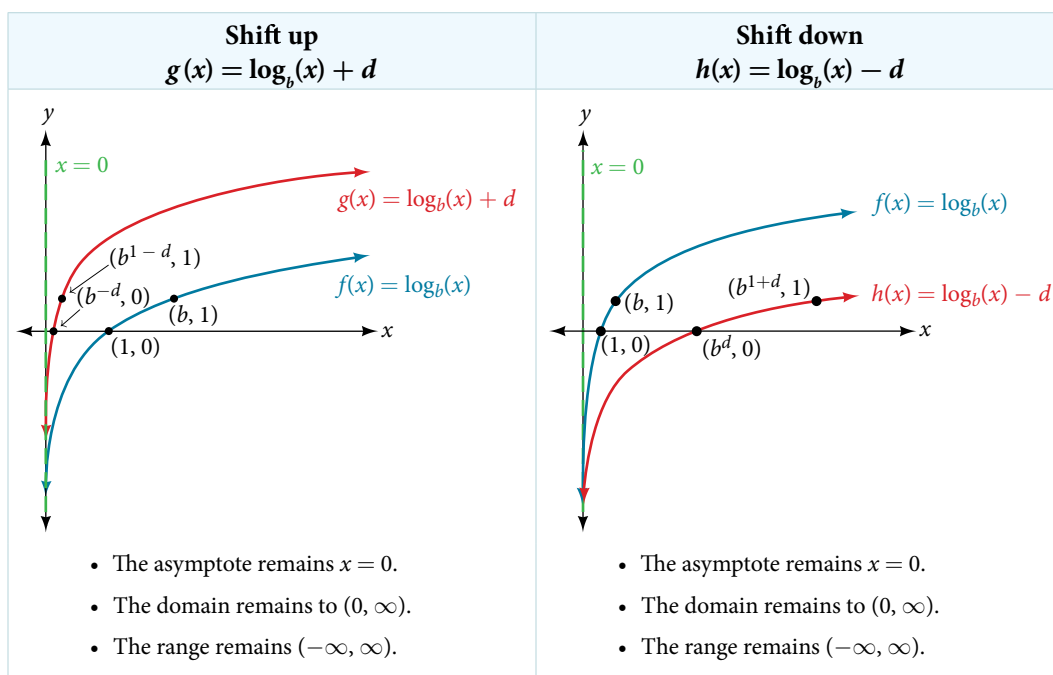 Shift up
g(x) = log_b(x) + d
y
x = 0
g(x) = log_b(x) + d
(b^{1 − d}, 1)
f(x) = log_b(x)
(b^{−d}, 0)
(b, 1)
x
(1, 0)
• The asymptote remains x = 0.
• The domain remains to (0, ∞).
• The range remains (−∞, ∞).
Shift down
h(x) = log_b(x) − d
y
x = 0
f(x) = log_b(x)
(b^{1+d}, 1)
h(x) = log_b(x) − d
(b, 1)
x
(1, 0)
(b^d, 0)
• The asymptote remains x = 0.
• The domain remains to (0, ∞).
• The range remains (−∞, ∞).